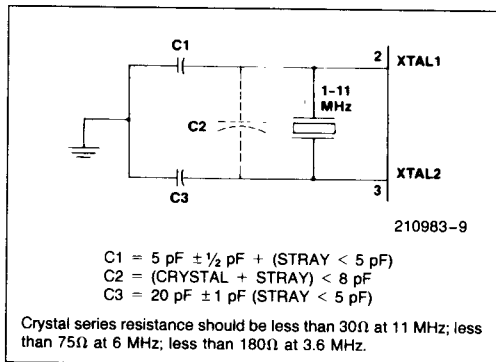 C1
2
XTAL1
1–11
MHz
C2
C3
3
XTAL2
210983–9
C1 = 5 pF ±½ pF + (STRAY < 5 pF)
C2 = (CRYSTAL + STRAY) < 8 pF
C3 = 20 pF ±1 pF (STRAY < 5 pF)
Crystal series resistance should be less than 30Ω at 11 MHz; less
than 75Ω at 6 MHz; less than 180Ω at 3.6 MHz.